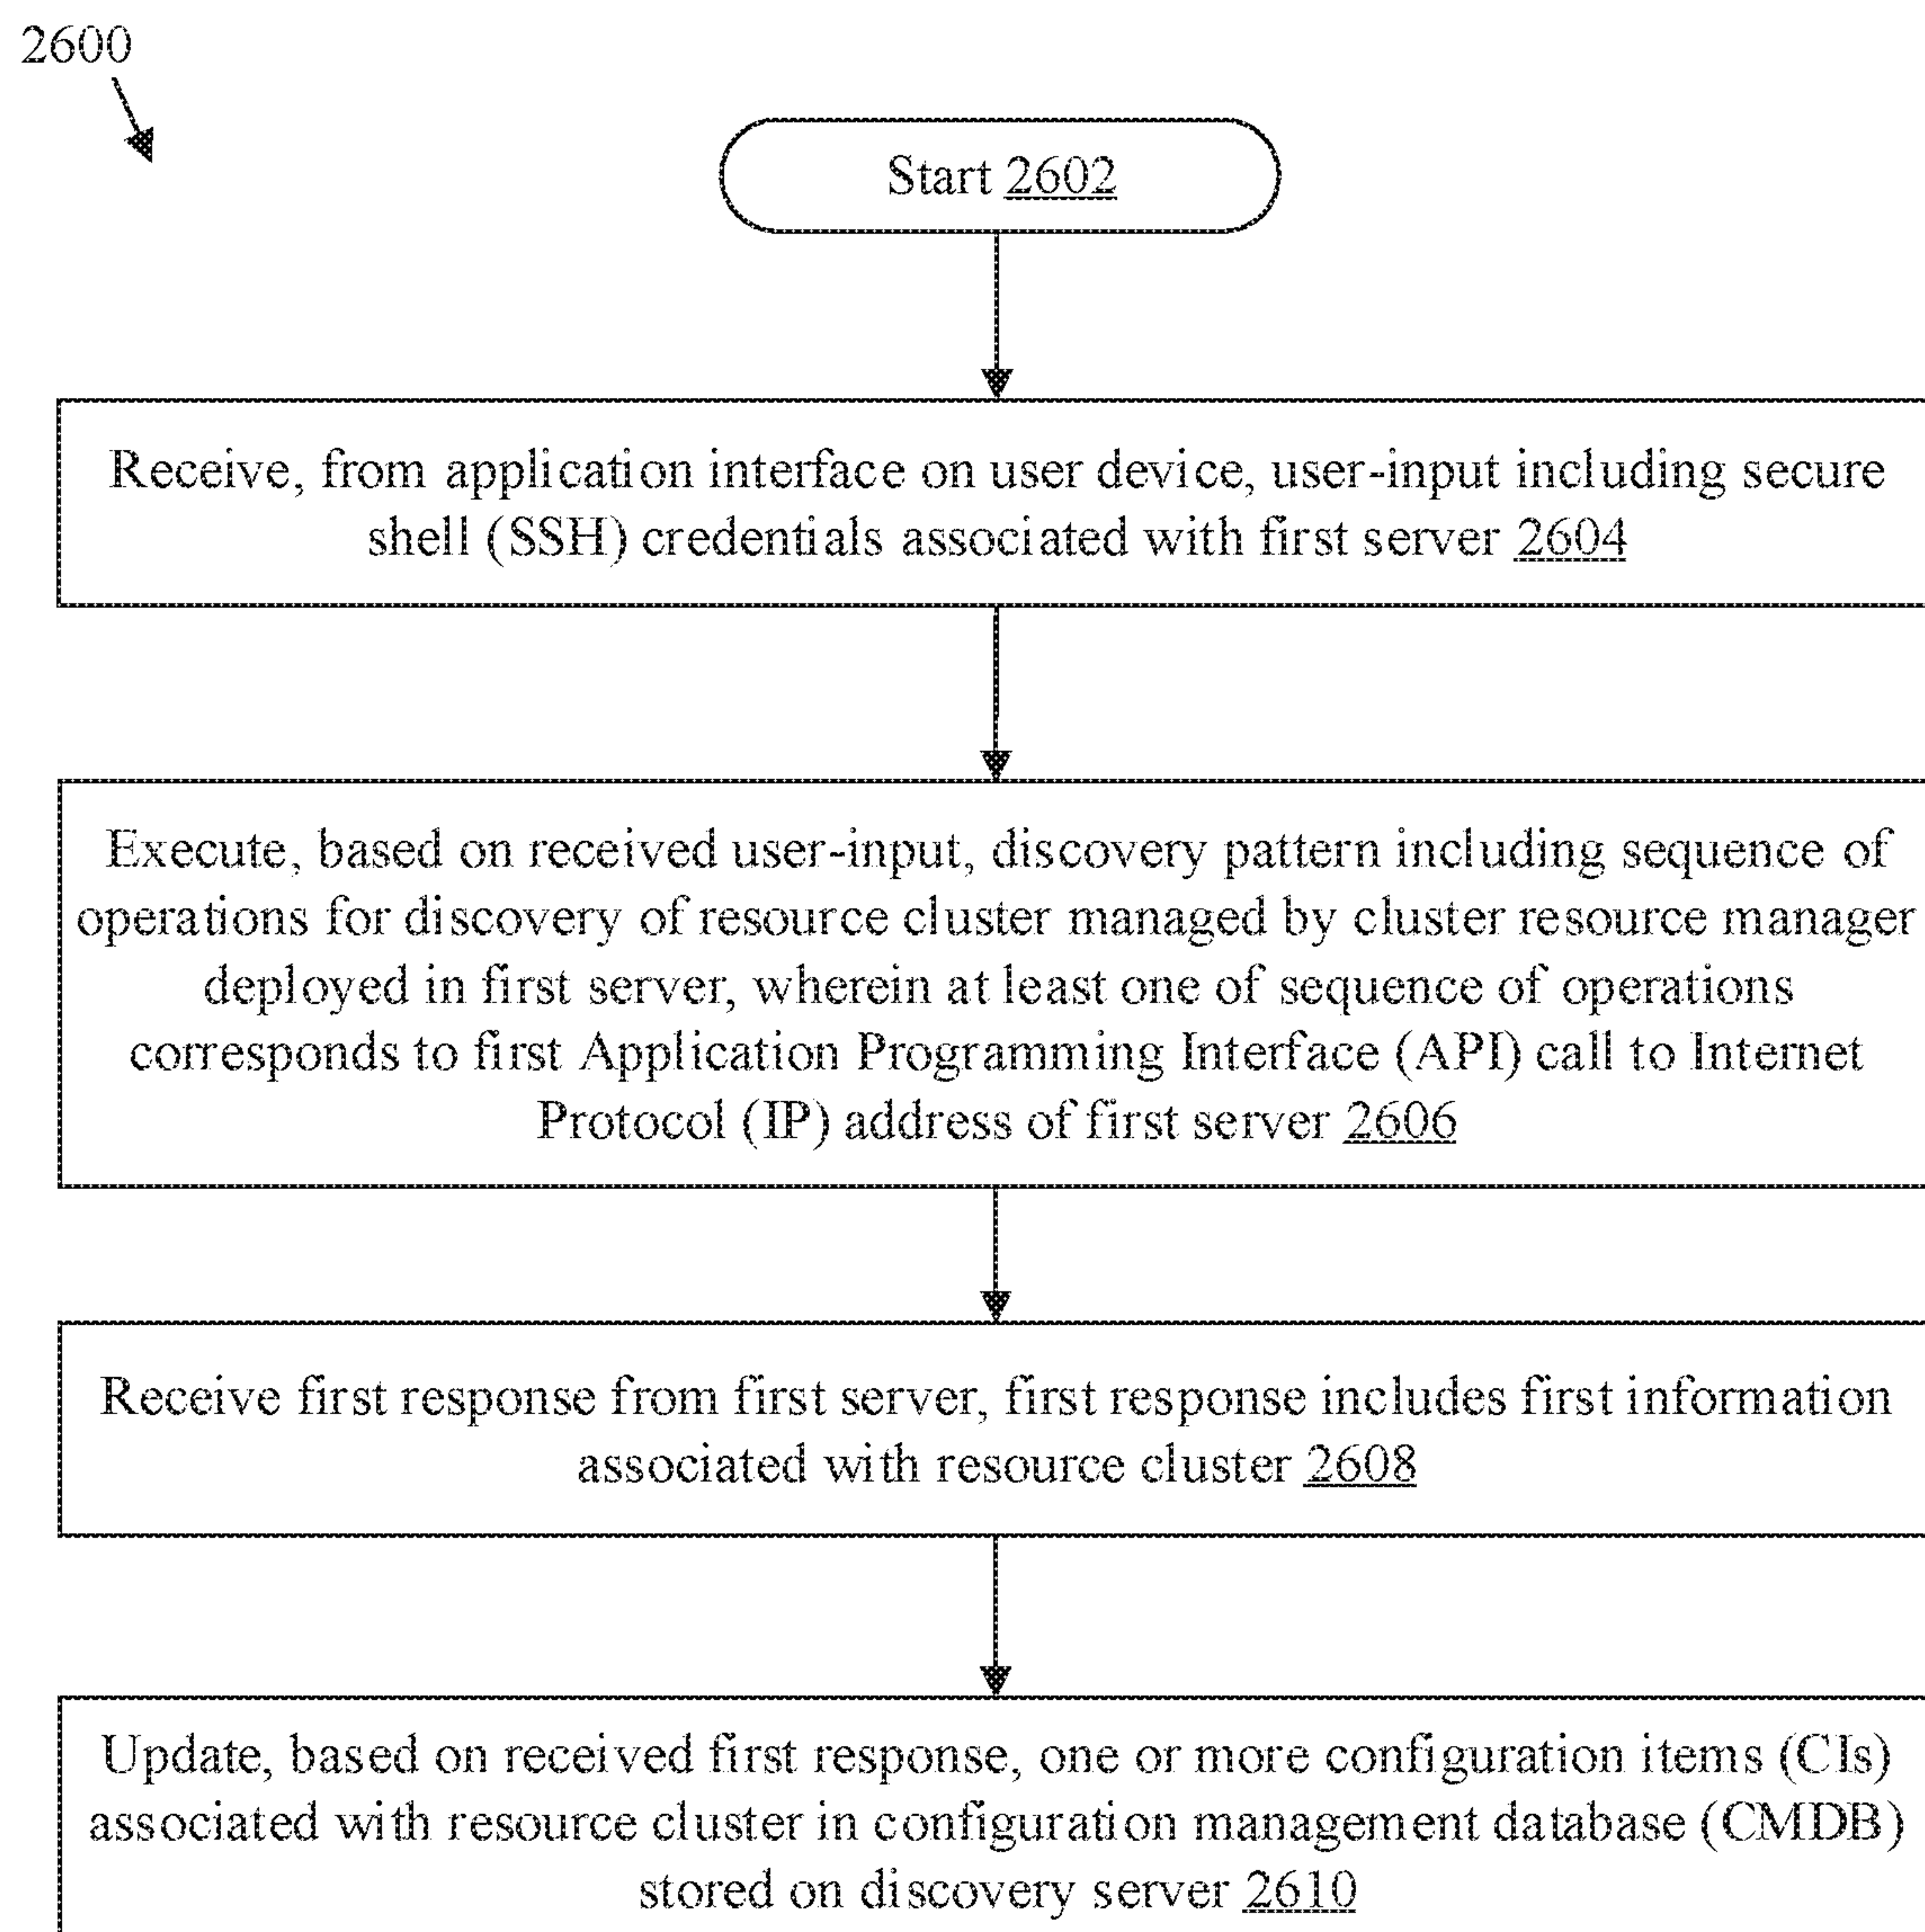 2600
Start 2602
Receive, from application interface on user device, user-input including secure
shell (SSH) credentials associated with first server 2604
Execute, based on received user-input, discovery pattern including sequence of
operations for discovery of resource cluster managed by cluster resource manager
deployed in first server, wherein at least one of sequence of operations
corresponds to first Application Programming Interface (API) call to Internet
Protocol (IP) address of first server 2606
Receive first response from first server, first response includes first information
associated with resource cluster 2608
Update, based on received first response, one or more configuration items (CIs)
associated with resource cluster in configuration management database (CMDB)
stored on discovery server 2610